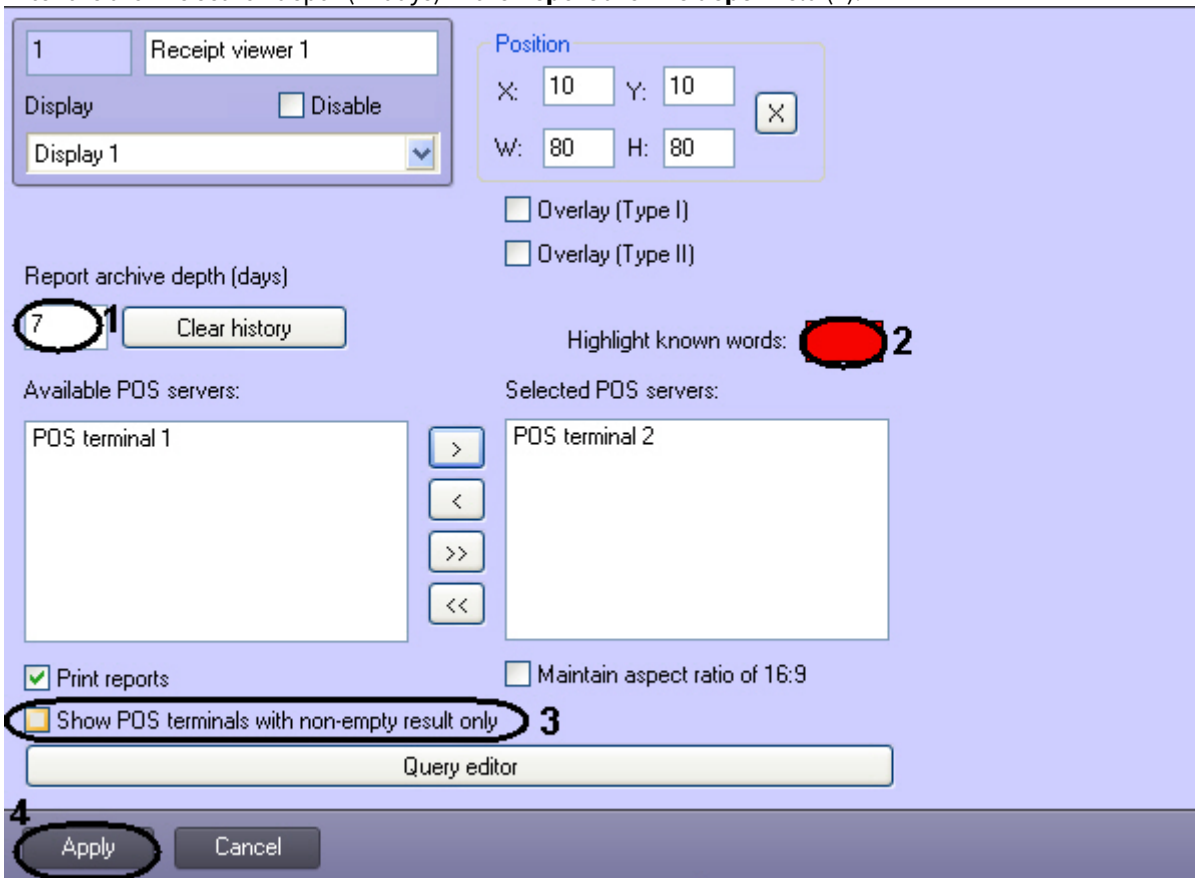 1 Receipt viewer 1
Display Disable
Display 1
Position
X: 10 Y: 10 X
W: 80 H: 80
Overlay (Type I)
Overlay (Type II)
Report archive depth (days)
7 1 Clear history
Highlight known words: 2
Available POS servers:
Selected POS servers:
POS terminal 1
POS terminal 2
>
<
>>
<<
Print reports
Maintain aspect ratio of 16:9
Show POS terminals with non-empty result only 3
Query editor
4
Apply Cancel